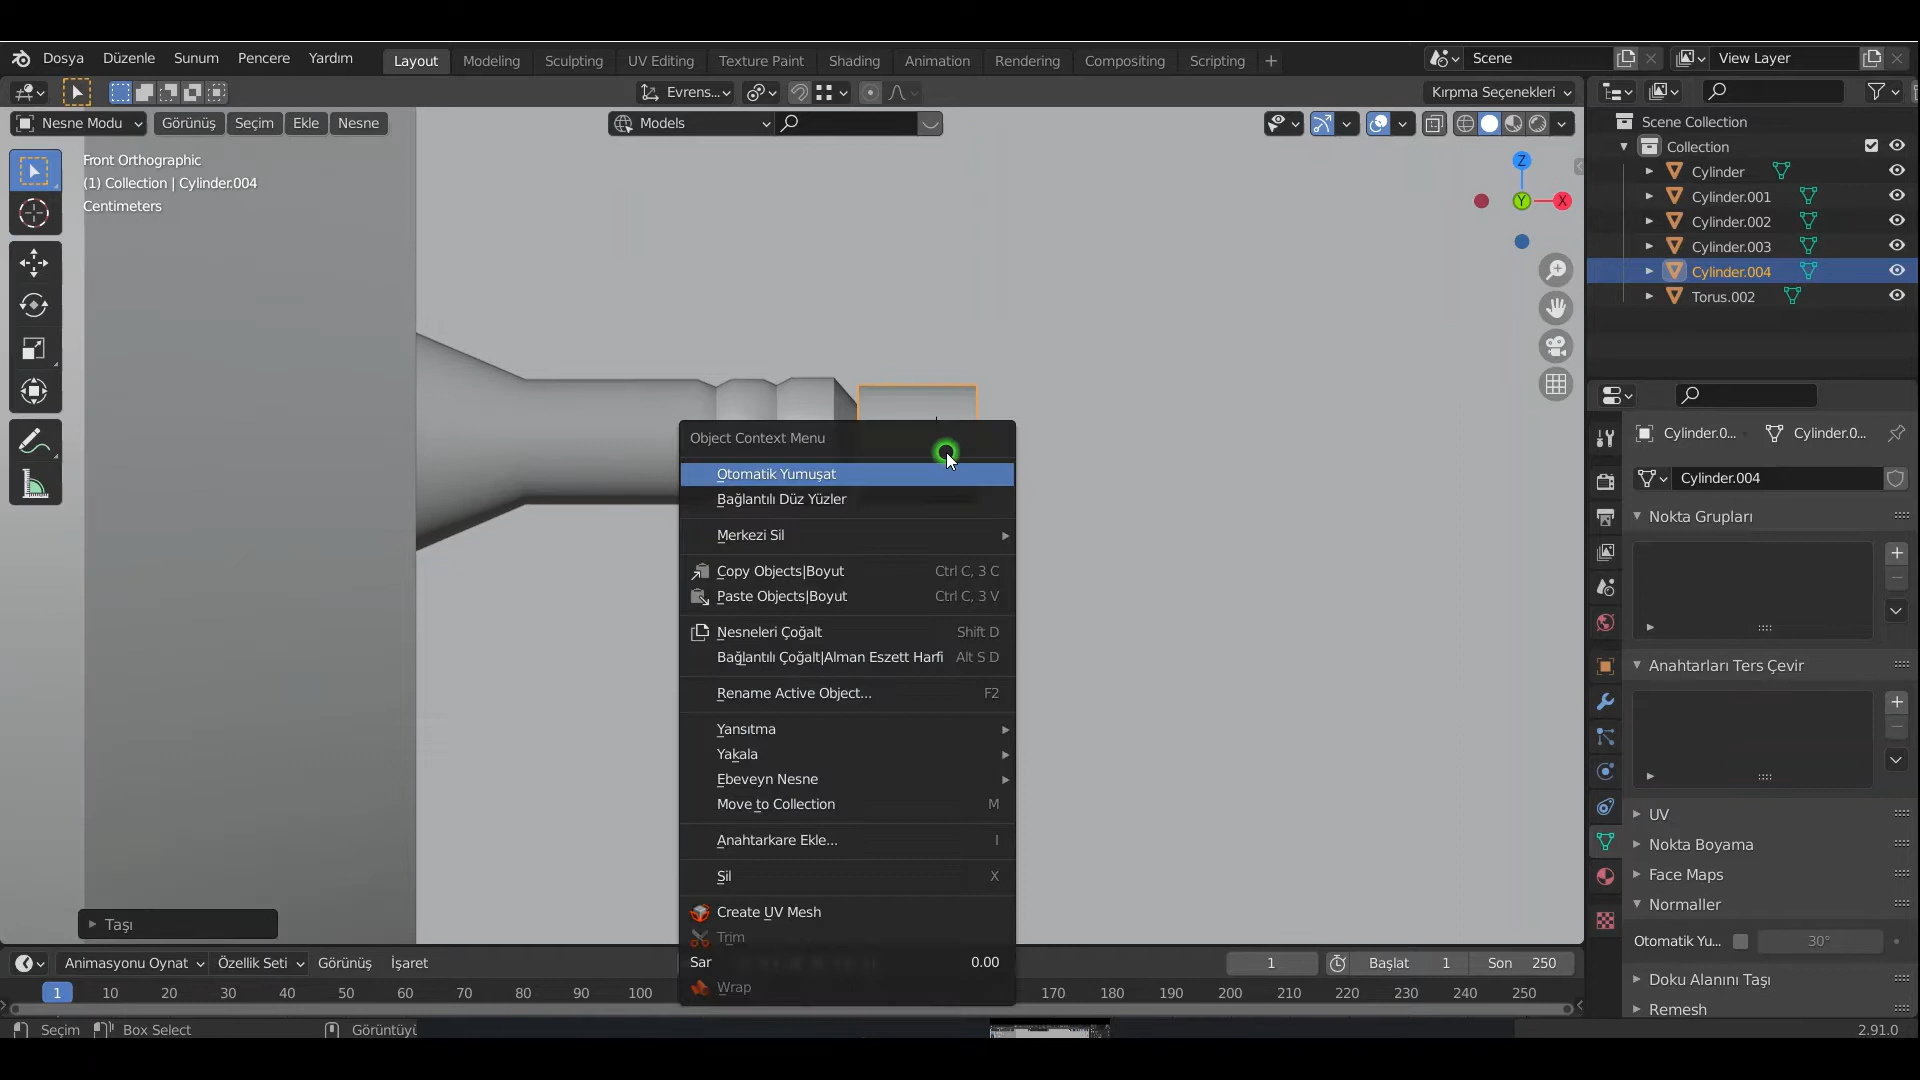 Dosya Düzenle Sunum Pencere Yardım Layout Modeling Sculpting UV Editing Texture Paint Shading Animation Rendering Compositing Scripting + Scene View Layer
Evrens... Kırpma Seçenekleri
Nesne Modu Görünüş Seçim Ekle Nesne Models
Front Orthographic
(1) Collection | Cylinder.004
Centimeters
Z
Y
X
Scene Collection
Collection
Cylinder
Cylinder.001
Cylinder.002
Cylinder.003
Cylinder.004
Torus.002
Object Context Menu
Otomatik Yumuşat
Bağlantılı Düz Yüzler
Merkezi Sil
Copy Objects|Boyut Ctrl C, 3 C
Paste Objects|Boyut Ctrl C, 3 V
Nesneleri Çoğalt Shift D
Bağlantılı Çoğalt|Alman Eszett Harfi Alt S D
Rename Active Object... F2
Yansıtma
Yakala
Ebeveyn Nesne
Move to Collection M
Anahtarkare Ekle... I
Sil X
Create UV Mesh
Trim
Sar 0.00
Wrap
Cylinder.0... Cylinder.0...
Cylinder.004
Nokta Grupları
Anahtarları Ters Çevir
UV
Nokta Boyama
Face Maps
Normaller
Otomatik Yu... 30°
Doku Alanını Taşı
Remesh
Taşı
Animasyonu Oynat Özellik Seti Görünüş İşaret 1 Başlat 1 Son 250
1 10 20 30 40 50 60 70 80 90 100 170 180 190 200 210 220 230 240 250
Seçim Box Select Görüntüyü 2.91.0